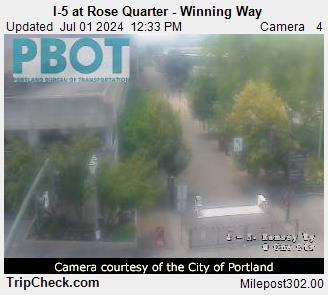 I-5 at Rose Quarter - Winning Way
Updated Jul 01 2024 12:33 PM Camera 4
PBOT
PORTLAND BUREAU OF TRANSPORTATION
Camera courtesy of the City of Portland
TripCheck.com Milepost302.00